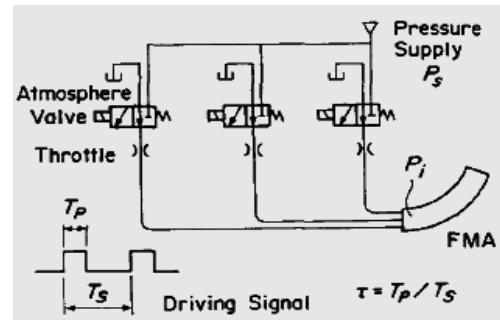 Pressure
Supply
Ps
Atmosphere
Valve
Throttle
Pi
FMA
TP
TS
Driving Signal
τ = TP / TS